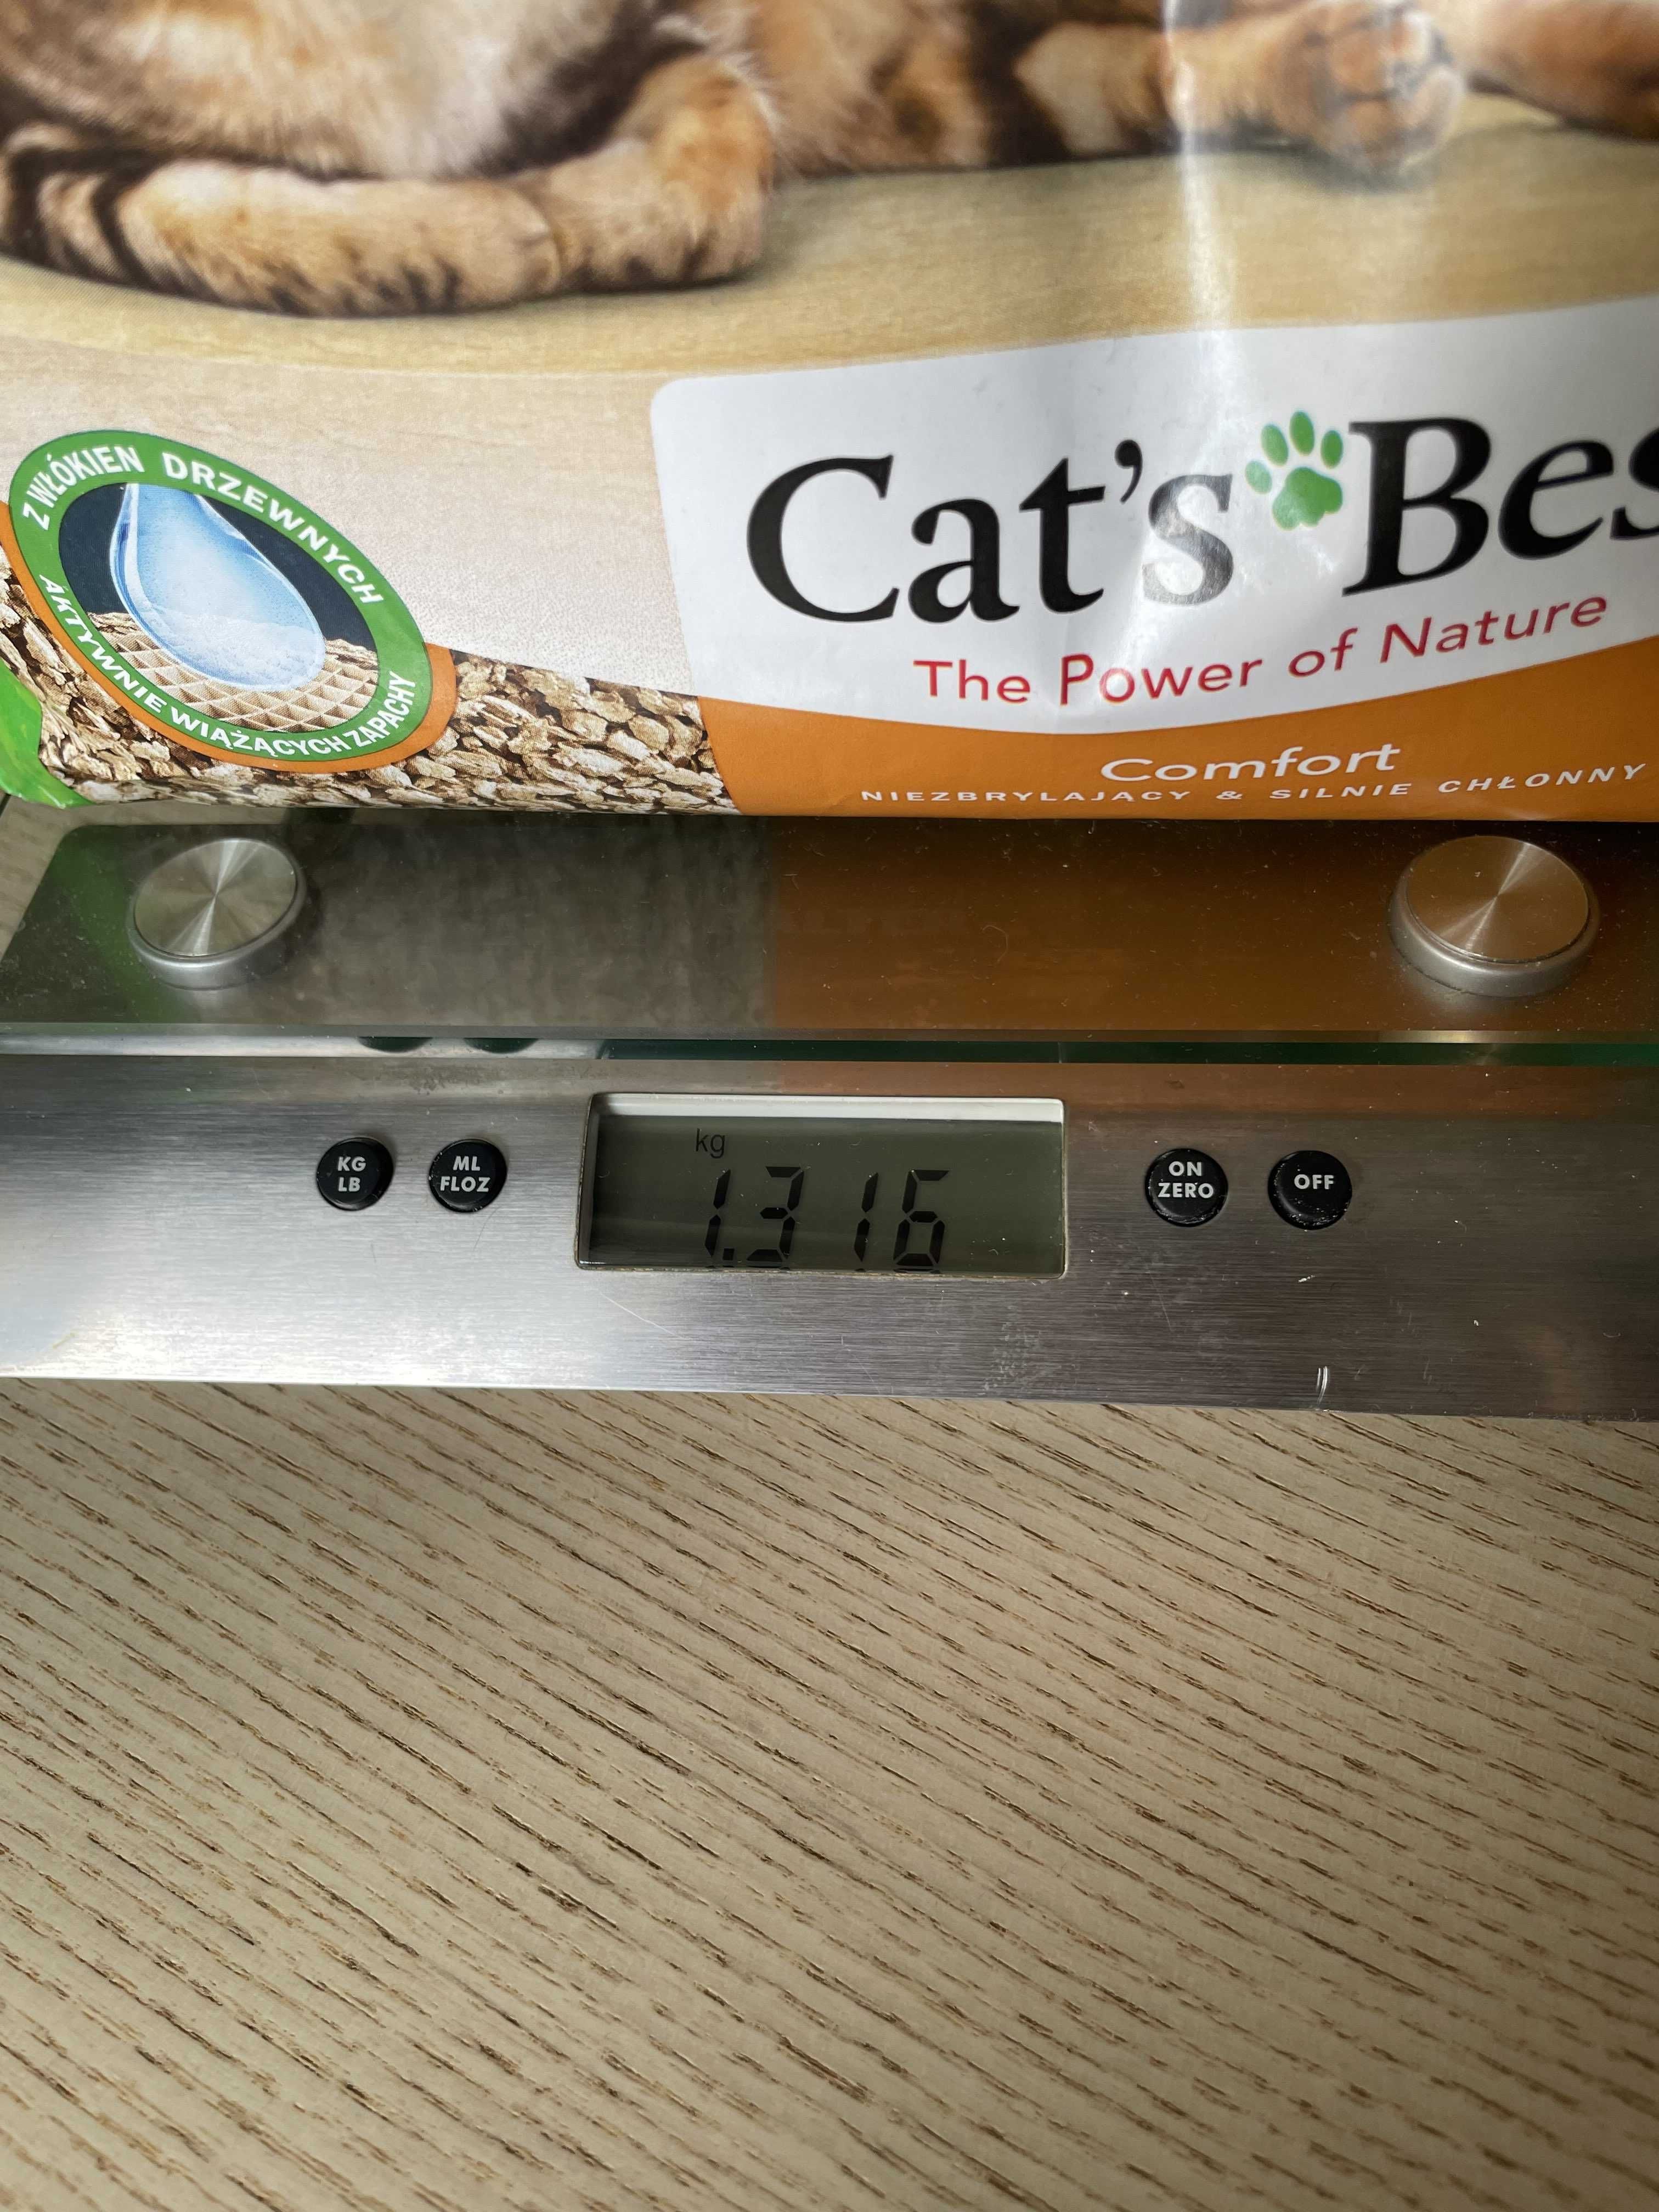 Z WŁÓKIEN DRZEWNYCH
AKTYWNIE WIĄŻĄCYCH ZAPACHY
Cat's Bes
The Power of Nature
Comfort
NIEZBRYLAJĄCY & SILNIE CHŁONNY
KG
LB
ML
FLOZ
kg
1.316
ON
ZERO
OFF